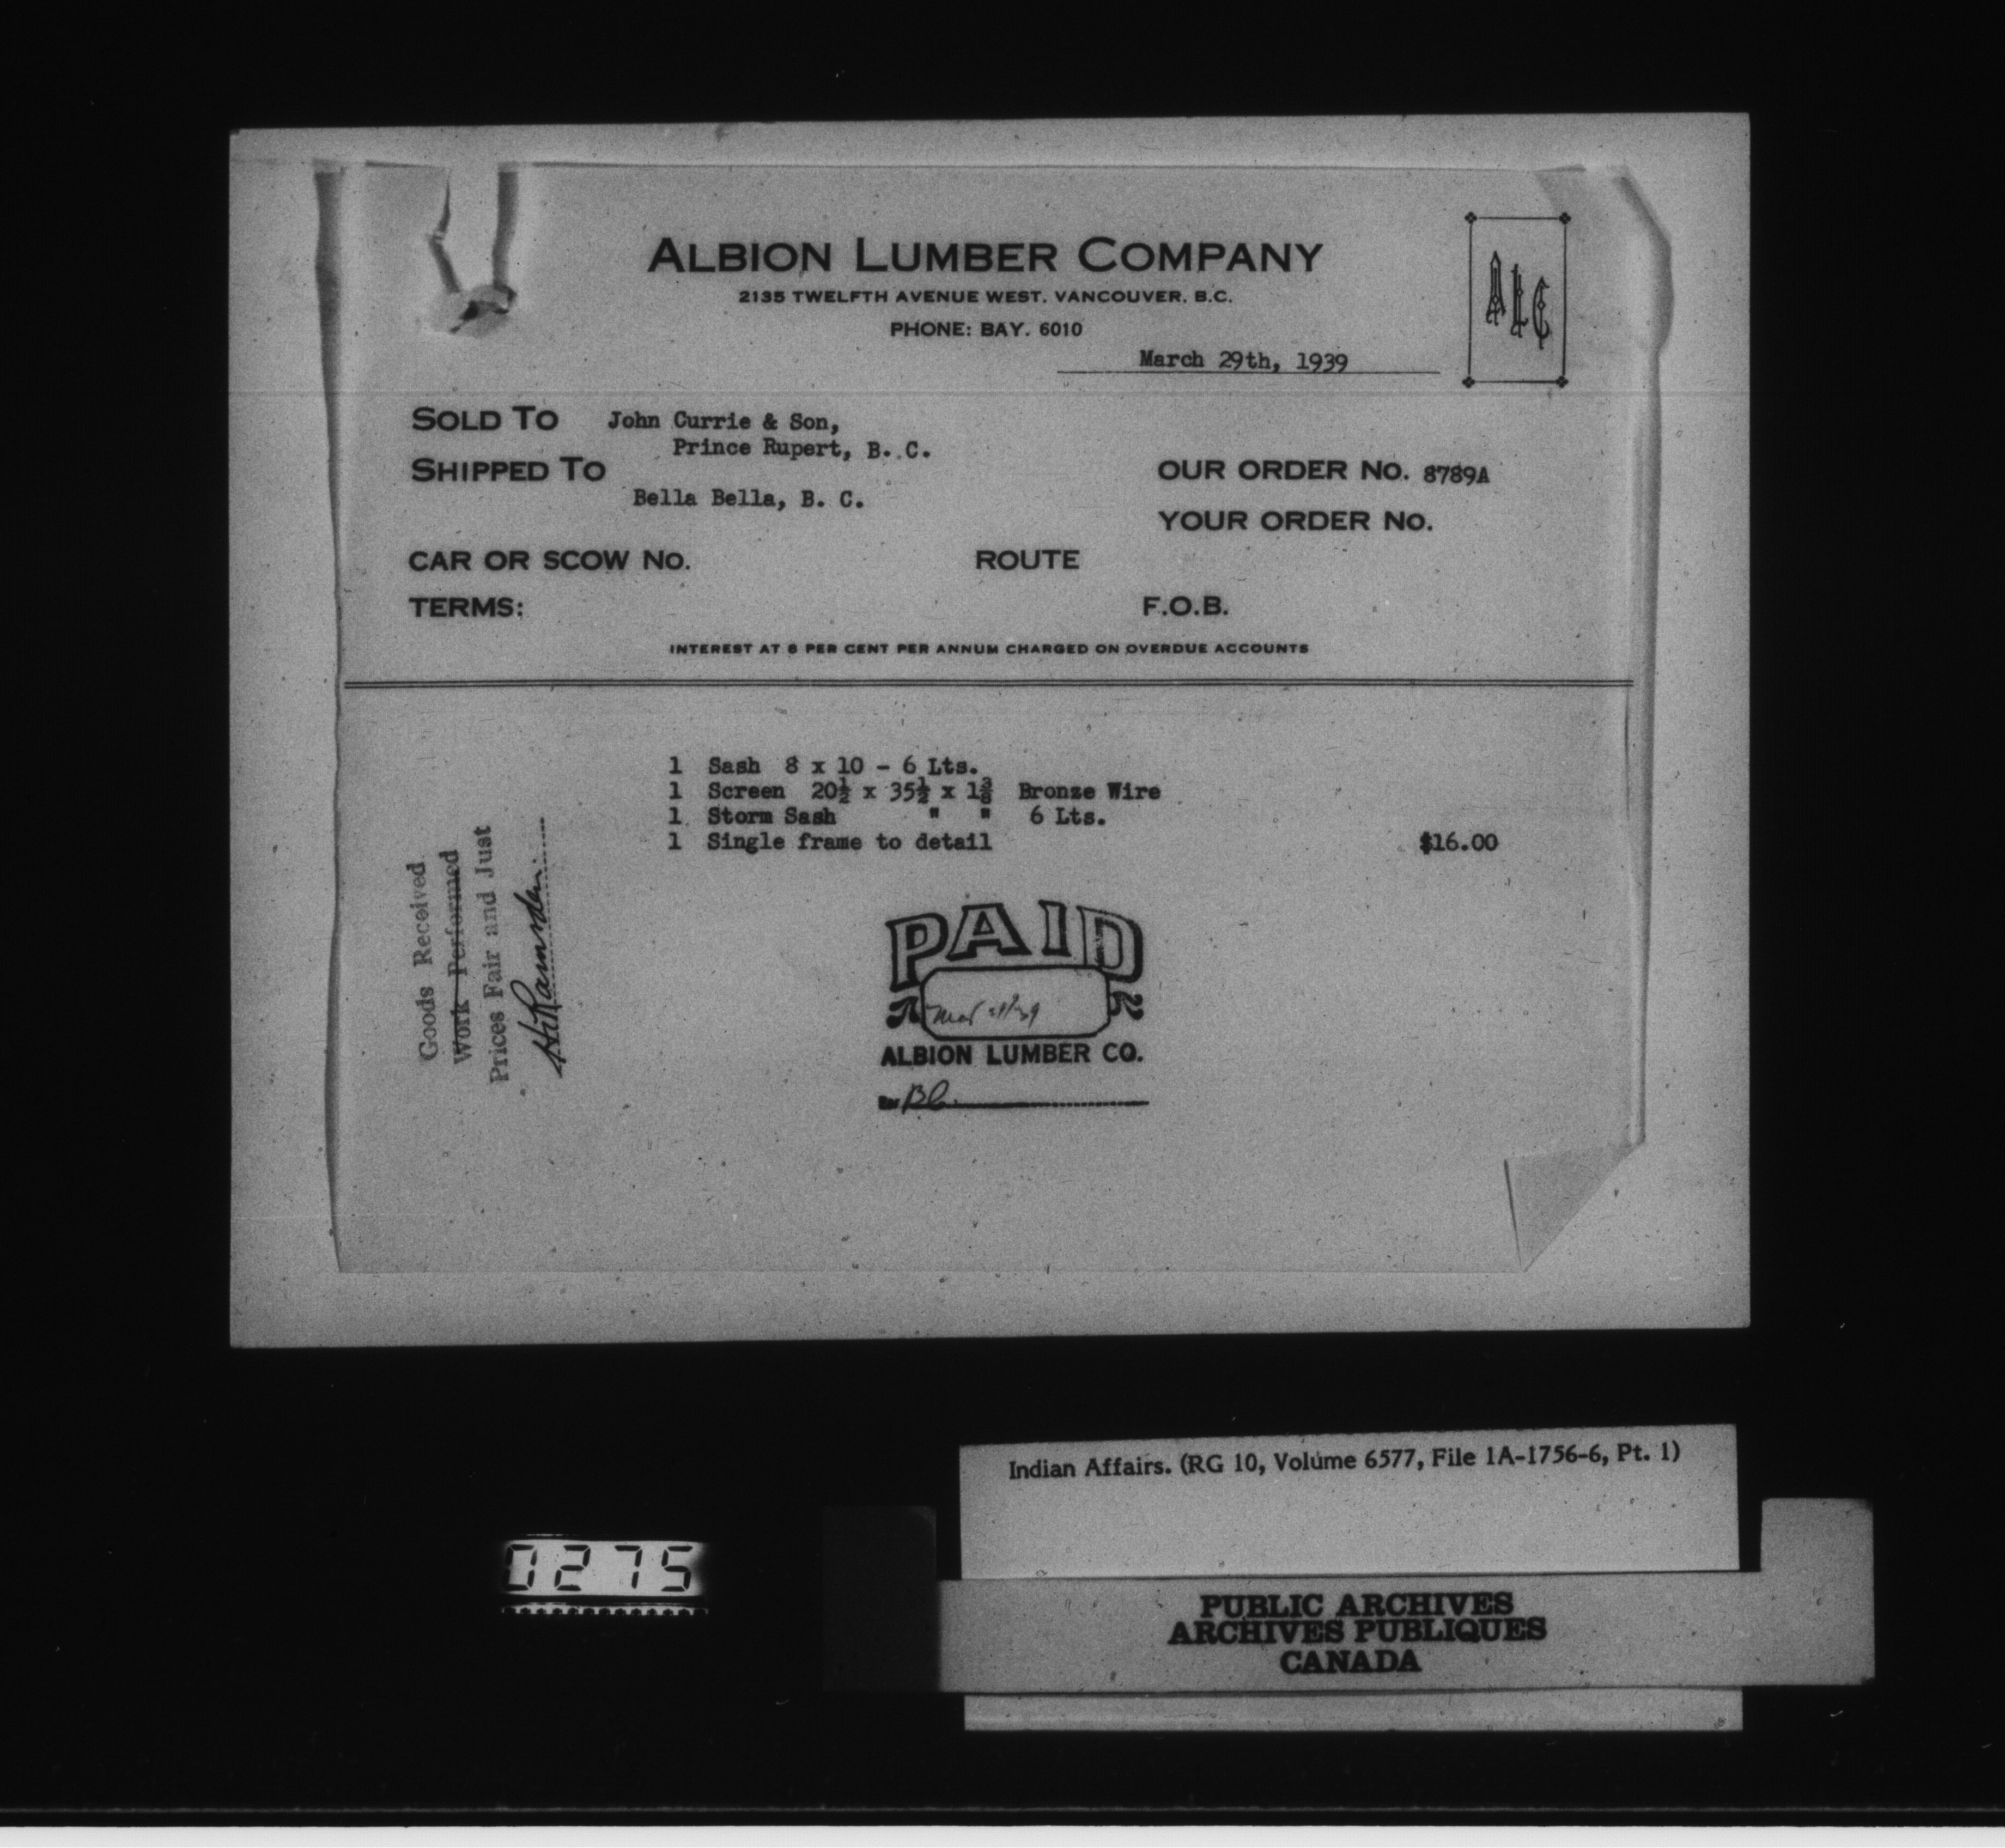 ALBION LUMBER COMPANY
2135 TWELFTH AVENUE WEST, VANCOUVER, B.C.
PHONE: BAY. 6010
ALC
March 29th, 1939
SOLD TO John Currie & Son,
Prince Rupert, B. C.
SHIPPED TO
Bella Bella, B. C.
OUR ORDER NO. 8789A
YOUR ORDER NO.
CAR OR SCOW NO. ROUTE
TERMS: F.O.B.
INTEREST AT 8 PER CENT PER ANNUM CHARGED ON OVERDUE ACCOUNTS
1 Sash 8 x 10 - 6 Lts.
1 Screen 20½ x 35½ x 1⅜ Bronze Wire
1 Storm Sash " " 6 Lts.
1 Single frame to detail $16.00
Goods Received
Work Performed
Prices Fair and Just
PAID
Mar
ALBION LUMBER CO.
Indian Affairs. (RG 10, Volume 6577, File 1A-1756-6, Pt. 1)
0275
PUBLIC ARCHIVES
ARCHIVES PUBLIQUES
CANADA